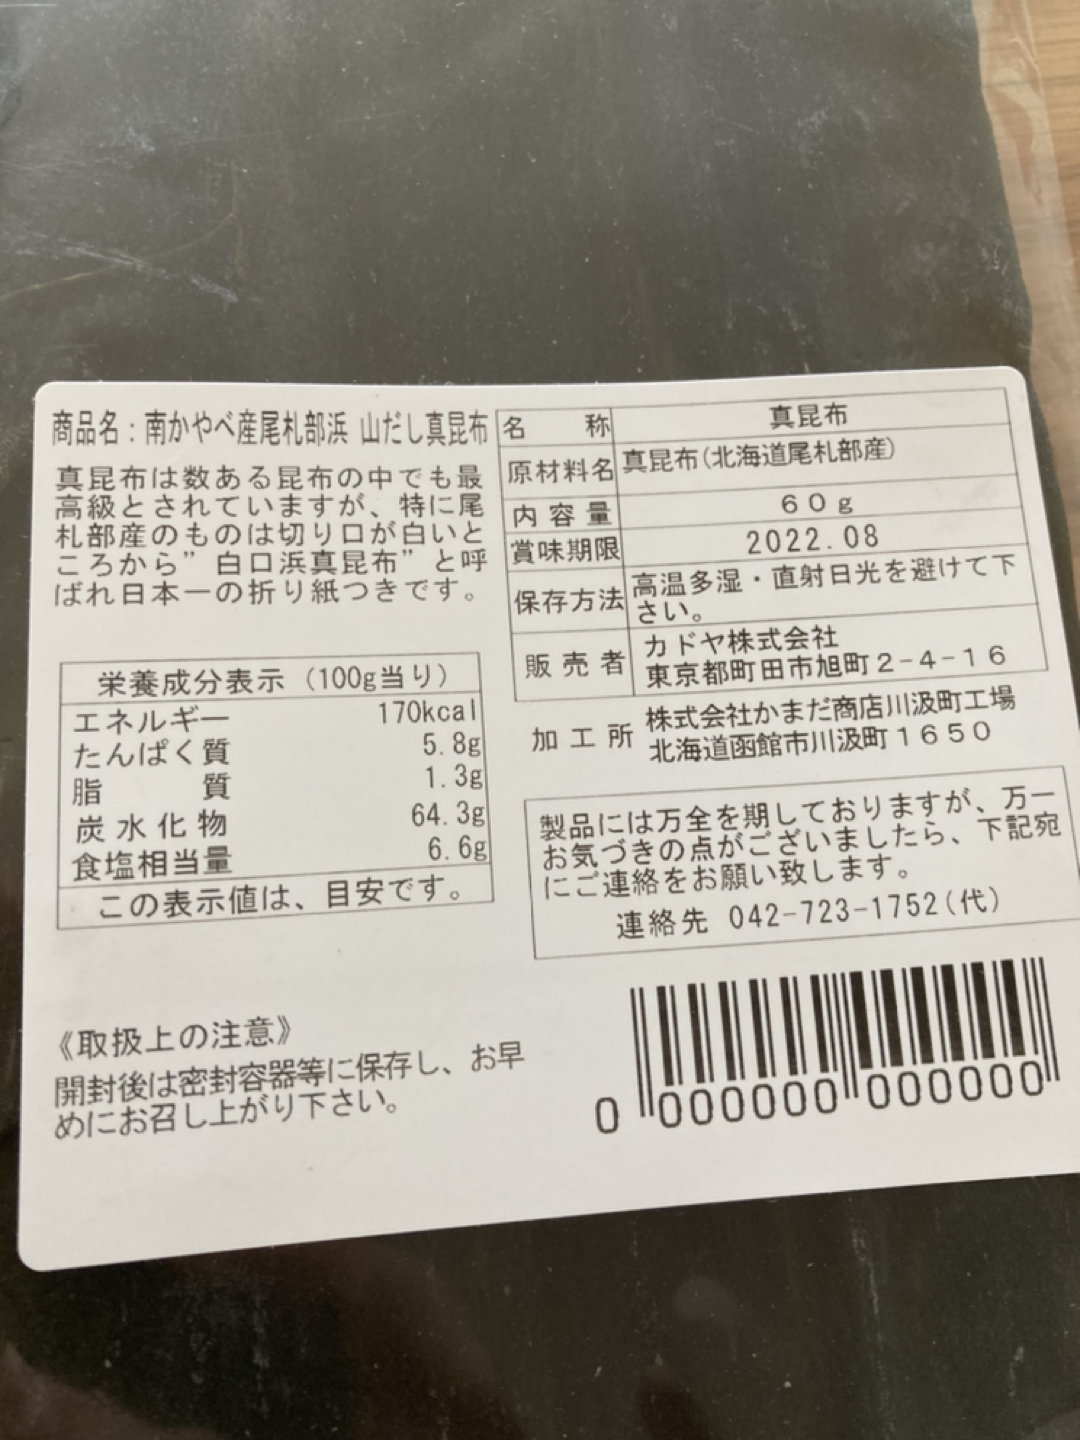 商品名：南かやべ産尾札部浜 山だし真昆布
真昆布は数ある昆布の中でも最
高級とされていますが、特に尾
札部産のものは切り口が白いと
ころから”白口浜真昆布”と呼
ばれ日本一の折り紙つきです。
栄養成分表示（100g当り）
エネルギー 170kcal
たんぱく質 5.8g
脂質 1.3g
炭水化物 64.3g
食塩相当量 6.6g
この表示値は、目安です。
《取扱上の注意》
開封後は密封容器等に保存し、お早
めにお召し上がり下さい。
名称 真昆布
原材料名 真昆布(北海道尾札部産)
内容量 60g
賞味期限 2022.08
保存方法 高温多湿・直射日光を避けて下
さい。
販売者 カドヤ株式会社
東京都町田市旭町2-4-16
加工所 株式会社かまだ商店川汲町工場
北海道函館市川汲町1650
製品には万全を期しておりますが、万一
お気づきの点がございましたら、下記宛
にご連絡をお願い致します。
連絡先 042-723-1752(代)
0 000000 000000